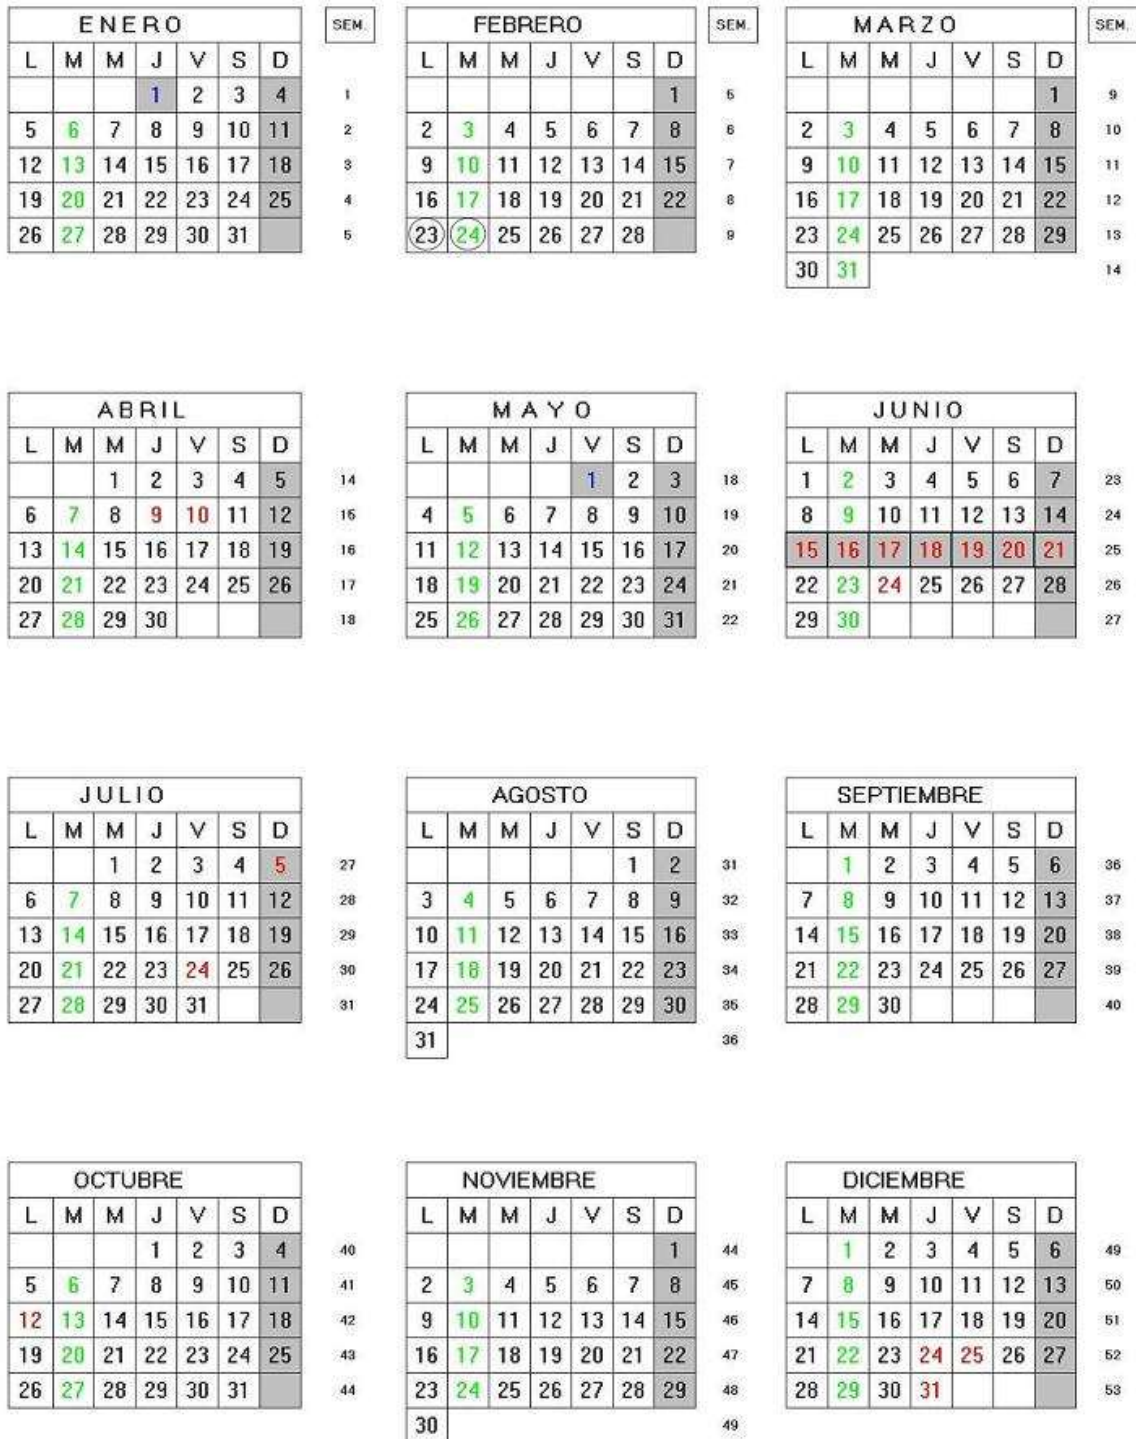 ENERO SEM. FEBRERO SEM. MARZO SEM.
L M M J V S D L M M J V S D L M M J V S D
1 2 3 4 1 1 5 1 9
5 6 7 8 9 10 11 2 2 3 4 5 6 7 8 6 2 3 4 5 6 7 8 10
12 13 14 15 16 17 18 3 9 10 11 12 13 14 15 7 9 10 11 12 13 14 15 11
19 20 21 22 23 24 25 4 16 17 18 19 20 21 22 8 16 17 18 19 20 21 22 12
26 27 28 29 30 31 5 23 24 25 26 27 28 9 23 24 25 26 27 28 29 13
30 31 14
ABRIL MAYO JUNIO
L M M J V S D L M M J V S D L M M J V S D
1 2 3 4 5 14 1 2 3 18 1 2 3 4 5 6 7 23
6 7 8 9 10 11 12 15 4 5 6 7 8 9 10 19 8 9 10 11 12 13 14 24
13 14 15 16 17 18 19 16 11 12 13 14 15 16 17 20 15 16 17 18 19 20 21 25
20 21 22 23 24 25 26 17 18 19 20 21 22 23 24 21 22 23 24 25 26 27 28 26
27 28 29 30 18 25 26 27 28 29 30 31 22 29 30 27
JULIO AGOSTO SEPTIEMBRE
L M M J V S D L M M J V S D L M M J V S D
1 2 3 4 5 27 1 2 31 1 2 3 4 5 6 36
6 7 8 9 10 11 12 28 3 4 5 6 7 8 9 32 7 8 9 10 11 12 13 37
13 14 15 16 17 18 19 29 10 11 12 13 14 15 16 33 14 15 16 17 18 19 20 38
20 21 22 23 24 25 26 30 17 18 19 20 21 22 23 34 21 22 23 24 25 26 27 39
27 28 29 30 31 31 24 25 26 27 28 29 30 35 28 29 30 40
31 36
OCTUBRE NOVIEMBRE DICIEMBRE
L M M J V S D L M M J V S D L M M J V S D
1 2 3 4 40 1 44 1 2 3 4 5 6 49
5 6 7 8 9 10 11 41 2 3 4 5 6 7 8 45 7 8 9 10 11 12 13 50
12 13 14 15 16 17 18 42 9 10 11 12 13 14 15 46 14 15 16 17 18 19 20 51
19 20 21 22 23 24 25 43 16 17 18 19 20 21 22 47 21 22 23 24 25 26 27 52
26 27 28 29 30 31 44 23 24 25 26 27 28 29 48 28 29 30 31 53
30 49